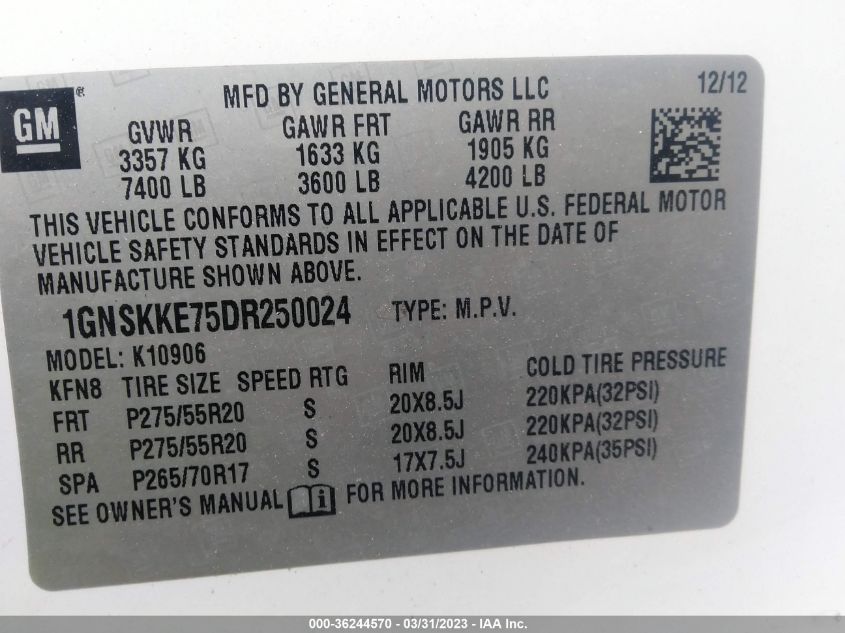 GM ®
MFD BY GENERAL MOTORS LLC 12/12
GVWR GAWR FRT GAWR RR
3357 KG 1633 KG 1905 KG
7400 LB 3600 LB 4200 LB
THIS VEHICLE CONFORMS TO ALL APPLICABLE U.S. FEDERAL MOTOR
VEHICLE SAFETY STANDARDS IN EFFECT ON THE DATE OF
MANUFACTURE SHOWN ABOVE.
1GNSKKE75DR250024 TYPE: M.P.V.
MODEL: K10906
KFN8 TIRE SIZE SPEED RTG RIM COLD TIRE PRESSURE
FRT P275/55R20 S 20X8.5J 220KPA(32PSI)
RR P275/55R20 S 20X8.5J 220KPA(32PSI)
SPA P265/70R17 S 17X7.5J 240KPA(35PSI)
SEE OWNER'S MANUAL i FOR MORE INFORMATION.
000-36244570 - 03/31/2023 - IAA Inc.